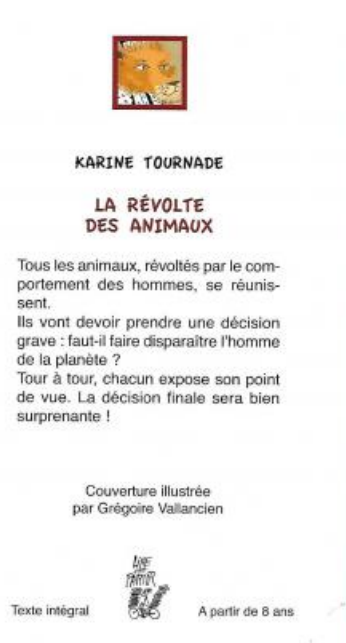 KARINE TOURNADE
LA RÉVOLTE
DES ANIMAUX
Tous les animaux, révoltés par le com-
portement des hommes, se réunis-
sent.
Ils vont devoir prendre une décision
grave : faut-il faire disparaître l'homme
de la planète ?
Tour à tour, chacun expose son point
de vue. La décision finale sera bien
surprenante !
Couverture illustrée
par Grégoire Vallancien
Texte intégral
A partir de 8 ans